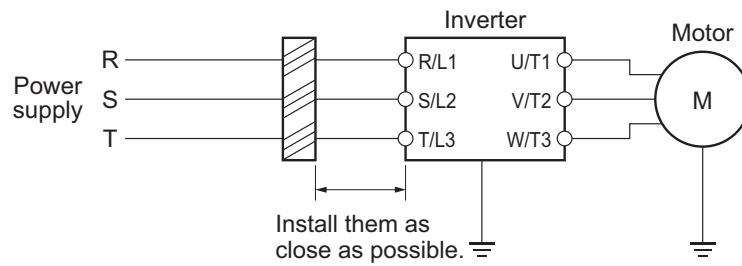 Inverter
Motor
Power
supply
R
S
T
R/L1
S/L2
T/L3
U/T1
V/T2
W/T3
M
Install them as
close as possible.